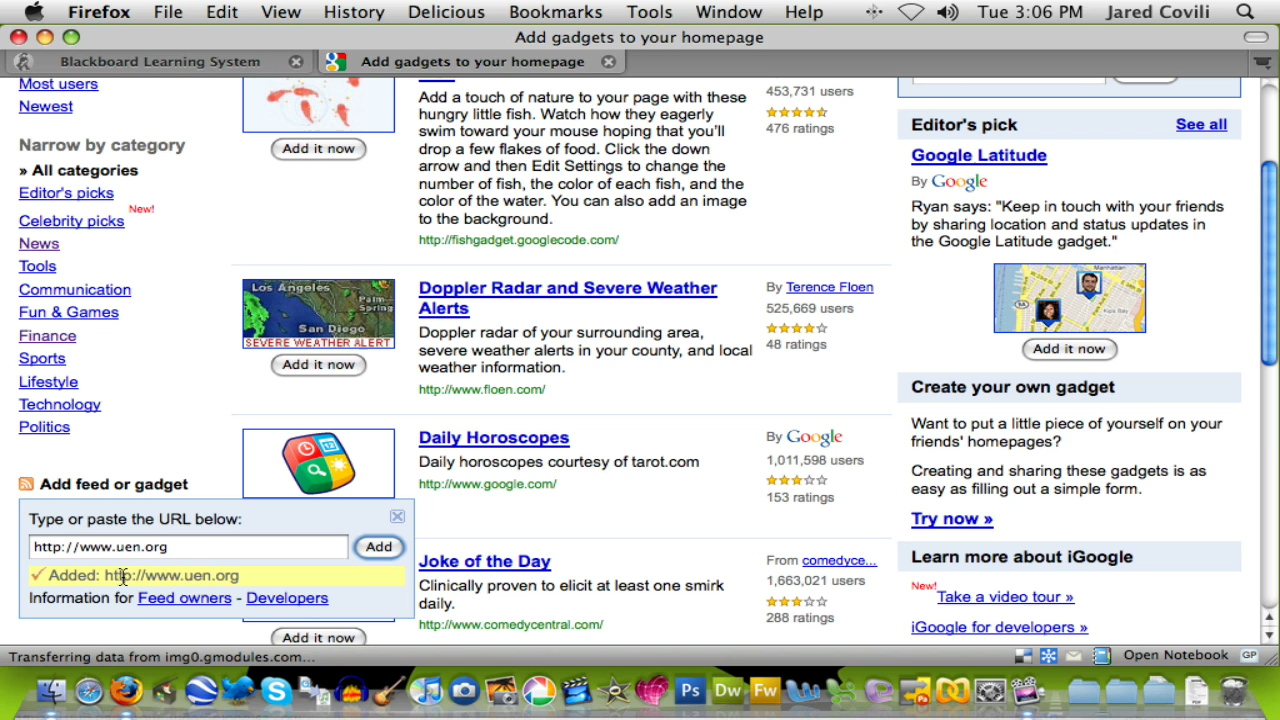 Firefox File Edit View History Delicious Bookmarks Tools Window Help Tue 3:06 PM Jared Covili
Add gadgets to your homepage
Blackboard Learning System
Add gadgets to your homepage
Most users
Newest
Narrow by category
» All categories
Editor's picks
New!
Celebrity picks
News
Tools
Communication
Fun & Games
Finance
Sports
Lifestyle
Technology
Politics
Add feed or gadget
Type or paste the URL below:
http://www.uen.org
Add
Added: http://www.uen.org
Information for Feed owners - Developers
Add it now
Add a touch of nature to your page with these
hungry little fish. Watch how they eagerly
swim toward your mouse hoping that you'll
drop a few flakes of food. Click the down
arrow and then Edit Settings to change the
number of fish, the color of each fish, and the
color of the water. You can also add an image
to the background.
http://fishgadget.googlecode.com/
453,731 users
476 ratings
Los Angeles
Palm
Spring
San Diego
SEVERE WEATHER ALERT
Add it now
Doppler Radar and Severe Weather
Alerts
Doppler radar of your surrounding area,
severe weather alerts in your county, and local
weather information.
http://www.floen.com/
By Terence Floen
525,669 users
48 ratings
12
Daily Horoscopes
Daily horoscopes courtesy of tarot.com
http://www.google.com/
By Google
1,011,598 users
153 ratings
Joke of the Day
Clinically proven to elicit at least one smirk
daily.
http://www.comedycentral.com/
Add it now
From comedyce...
1,663,021 users
288 ratings
Editor's pick See all
Google Latitude
By Google
Ryan says: "Keep in touch with your friends
by sharing location and status updates in
the Google Latitude gadget."
Manhattan
Add it now
Create your own gadget
Want to put a little piece of yourself on your
friends' homepages?
Creating and sharing these gadgets is as
easy as filling out a simple form.
Try now »
Learn more about iGoogle
New!
Take a video tour »
iGoogle for developers »
Transferring data from img0.gmodules.com...
Open Notebook GP
Ps Dw Fw